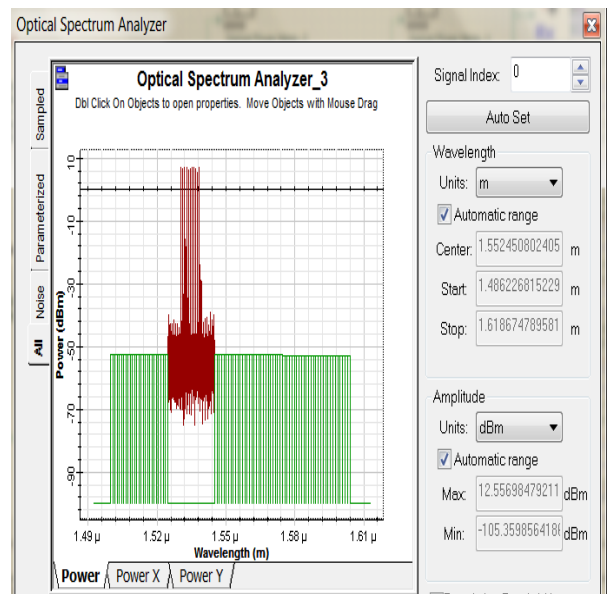 Optical Spectrum Analyzer
Sampled
Parameterized
Noise
All
Optical Spectrum Analyzer_3
Dbl Click On Objects to open properties. Move Objects with Mouse Drag
Power (dBm)
10
-10
-30
-50
-70
-90
1.49 µ 1.52 µ 1.55 µ 1.58 µ 1.61 µ
Wavelength (m)
Power Power X Power Y
Signal Index: 0
Auto Set
Wavelength
Units: m
Automatic range
Center: 1.552450802405 m
Start: 1.486226815229 m
Stop: 1.618674789581 m
Amplitude
Units: dBm
Automatic range
Max: 12.55698479211 dBm
Min: -105.3598564186 dBm